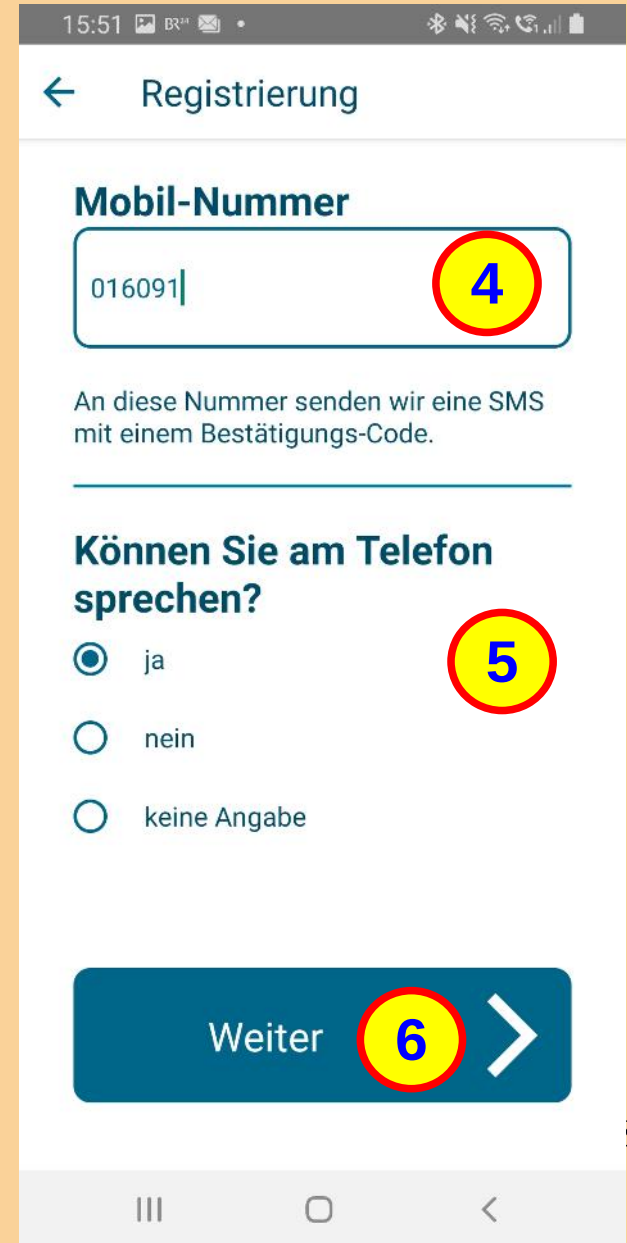 15:51 BR24
Registrierung
Mobil-Nummer
016091 4
An diese Nummer senden wir eine SMS
mit einem Bestätigungs-Code.
Können Sie am Telefon
sprechen?
ja 5
nein
keine Angabe
Weiter 6